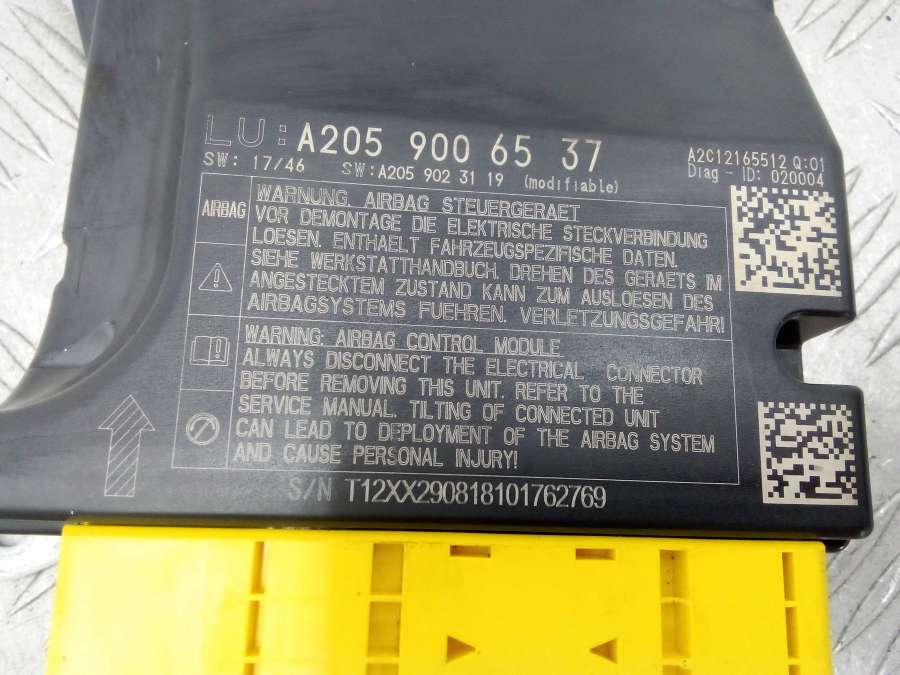 LU: A205 900 65 37
SW: 17/46 SW:A205 902 31 19 (modifiable)
A2C12165512 Q:01
Diag - ID: 020004
AIRBAG
WARNUNG. AIRBAG STEUERGERAET
VOR DEMONTAGE DIE ELEKTRISCHE STECKVERBINDUNG
LOESEN. ENTHAELT FAHRZEUGSPEZIFISCHE DATEN.
SIEHE WERKSTATTHANDBUCH. DREHEN DES GERAETS IM
ANGESTECKTEM ZUSTAND KANN ZUM AUSLOESEN DES
AIRBAGSYSTEMS FUEHREN. VERLETZUNGSGEFAHR!
WARNING: AIRBAG CONTROL MODULE
ALWAYS DISCONNECT THE ELECTRICAL CONNECTOR
BEFORE REMOVING THIS UNIT. REFER TO THE
SERVICE MANUAL. TILTING OF CONNECTED UNIT
CAN LEAD TO DEPLOYMENT OF THE AIRBAG SYSTEM
AND CAUSE PERSONAL INJURY!
S/N T12XX290818101762769